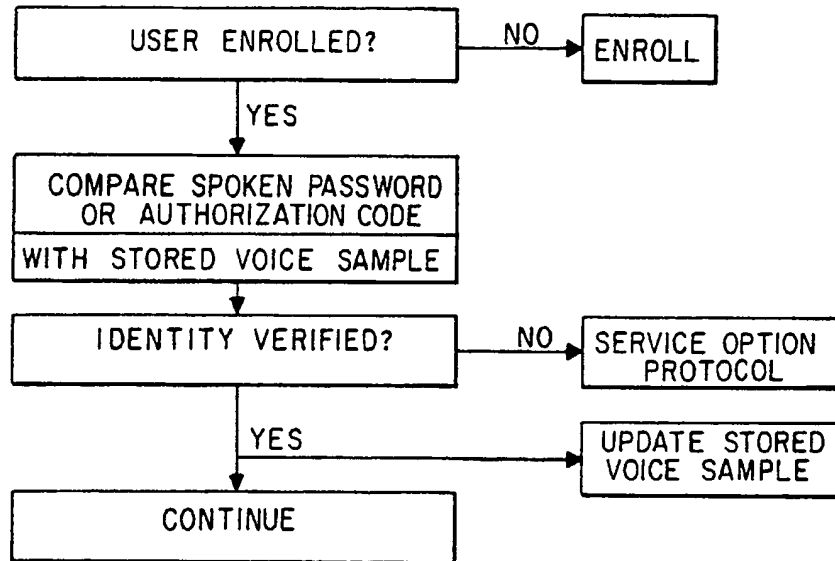 USER ENROLLED?
NO
ENROLL
YES
COMPARE SPOKEN PASSWORD
OR AUTHORIZATION CODE
WITH STORED VOICE SAMPLE
IDENTITY VERIFIED?
NO
SERVICE OPTION
PROTOCOL
YES
UPDATE STORED
VOICE SAMPLE
CONTINUE